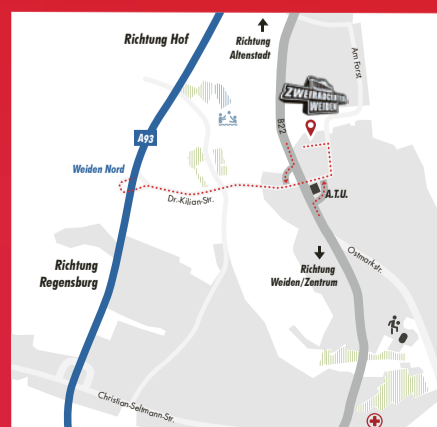 Richtung Hof
Richtung
Altenstadt
Am Forst
ZWEIRADCENTER
WEIDEN
B22
A93
Weiden Nord
Dr.-Kilian-Str.
A.T.U.
Richtung
Regensburg
Richtung
Weiden/Zentrum
Ostmarkstr.
Christian-Seltmann-Str.